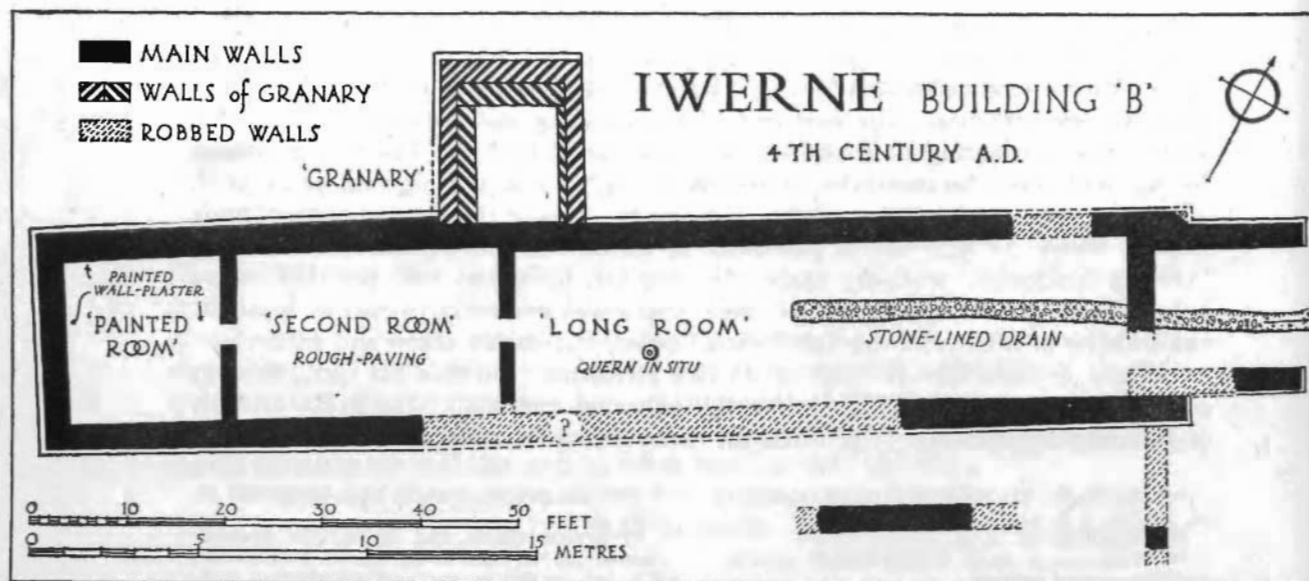 MAIN WALLS
WALLS of GRANARY
ROBBED WALLS
IWERNE BUILDING 'B'
4TH CENTURY A.D.
'GRANARY'
PAINTED
WALL-PLASTER
'PAINTED
ROOM'
'SECOND ROOM'
ROUGH-PAVING
'LONG ROOM'
QUERN IN SITU
STONE-LINED DRAIN
?
0 10 20 30 40 50 FEET
0 5 10 15 METRES